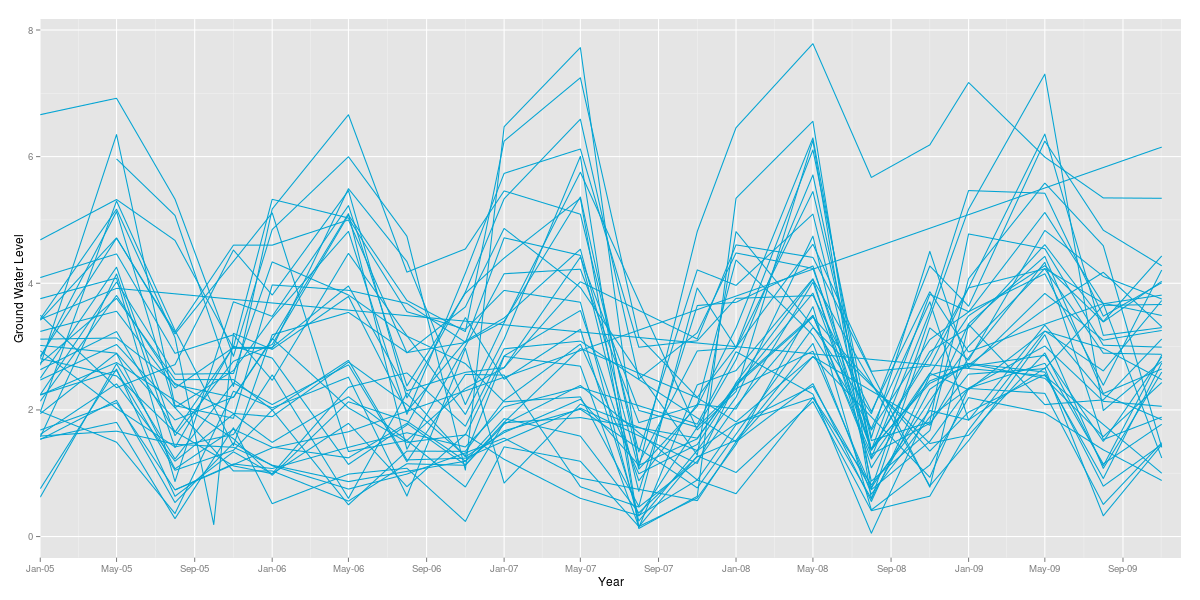 8
6
4
2
0
Ground Water Level
Jan-05 May-05 Sep-05 Jan-06 May-06 Sep-06 Jan-07 May-07 Sep-07 Jan-08 May-08 Sep-08 Jan-09 May-09 Sep-09
Year